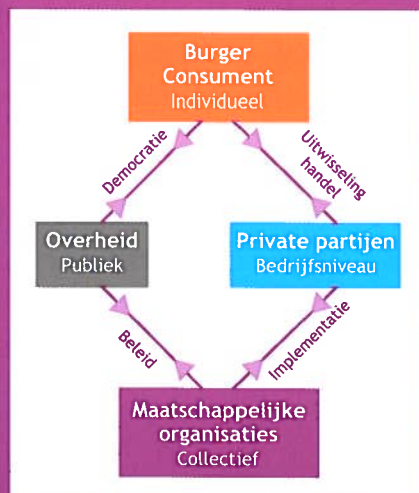 Burger
Consument
Individueel
Democratie
Uitwisseling
handel
Overheid
Publiek
Private partijen
Bedrijfsniveau
Beleid
Implementatie
Maatschappelijke
organisaties
Collectief